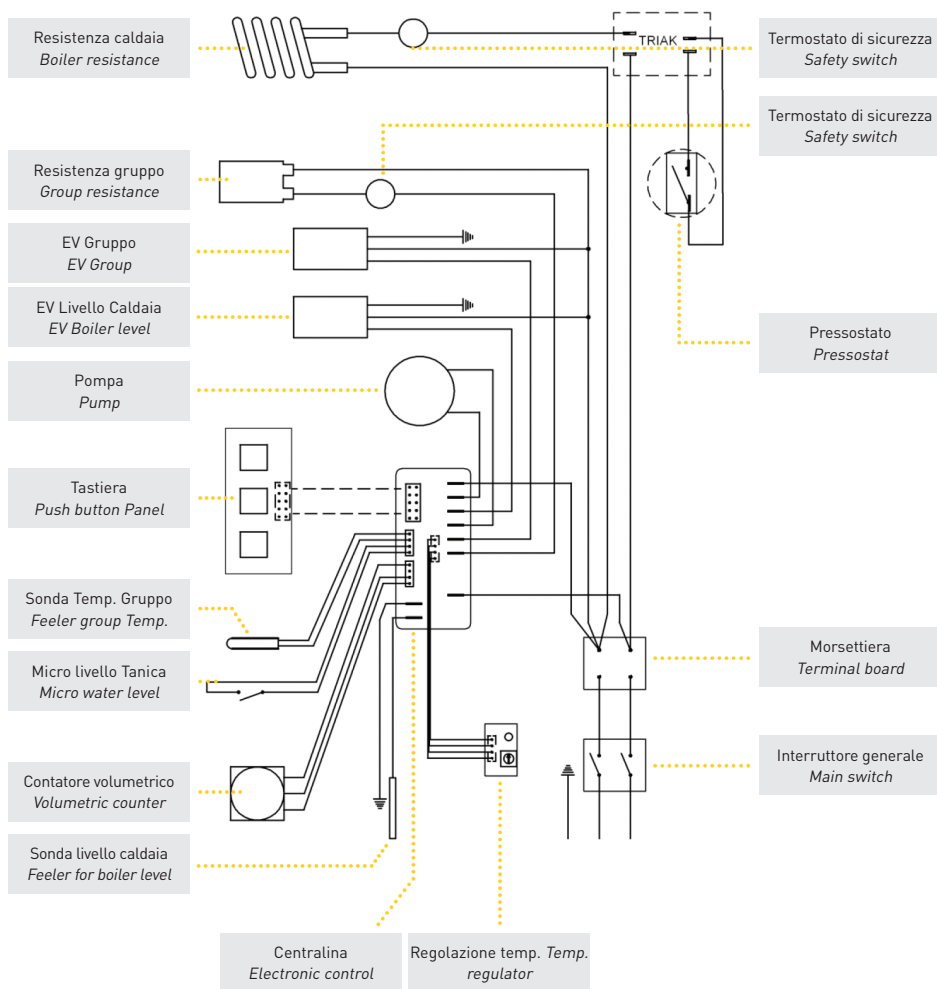 Resistenza caldaia
Boiler resistance
TRIAK
Termostato di sicurezza
Safety switch
Termostato di sicurezza
Safety switch
Resistenza gruppo
Group resistance
EV Gruppo
EV Group
EV Livello Caldaia
EV Boiler level
Pressostato
Pressostat
Pompa
Pump
Tastiera
Push button Panel
Sonda Temp. Gruppo
Feeler group Temp.
Micro livello Tanica
Micro water level
Morsettiera
Terminal board
Contatore volumetrico
Volumetric counter
Interruttore generale
Main switch
Sonda livello caldaia
Feeler for boiler level
Centralina
Electronic control
Regolazione temp. Temp.
regulator